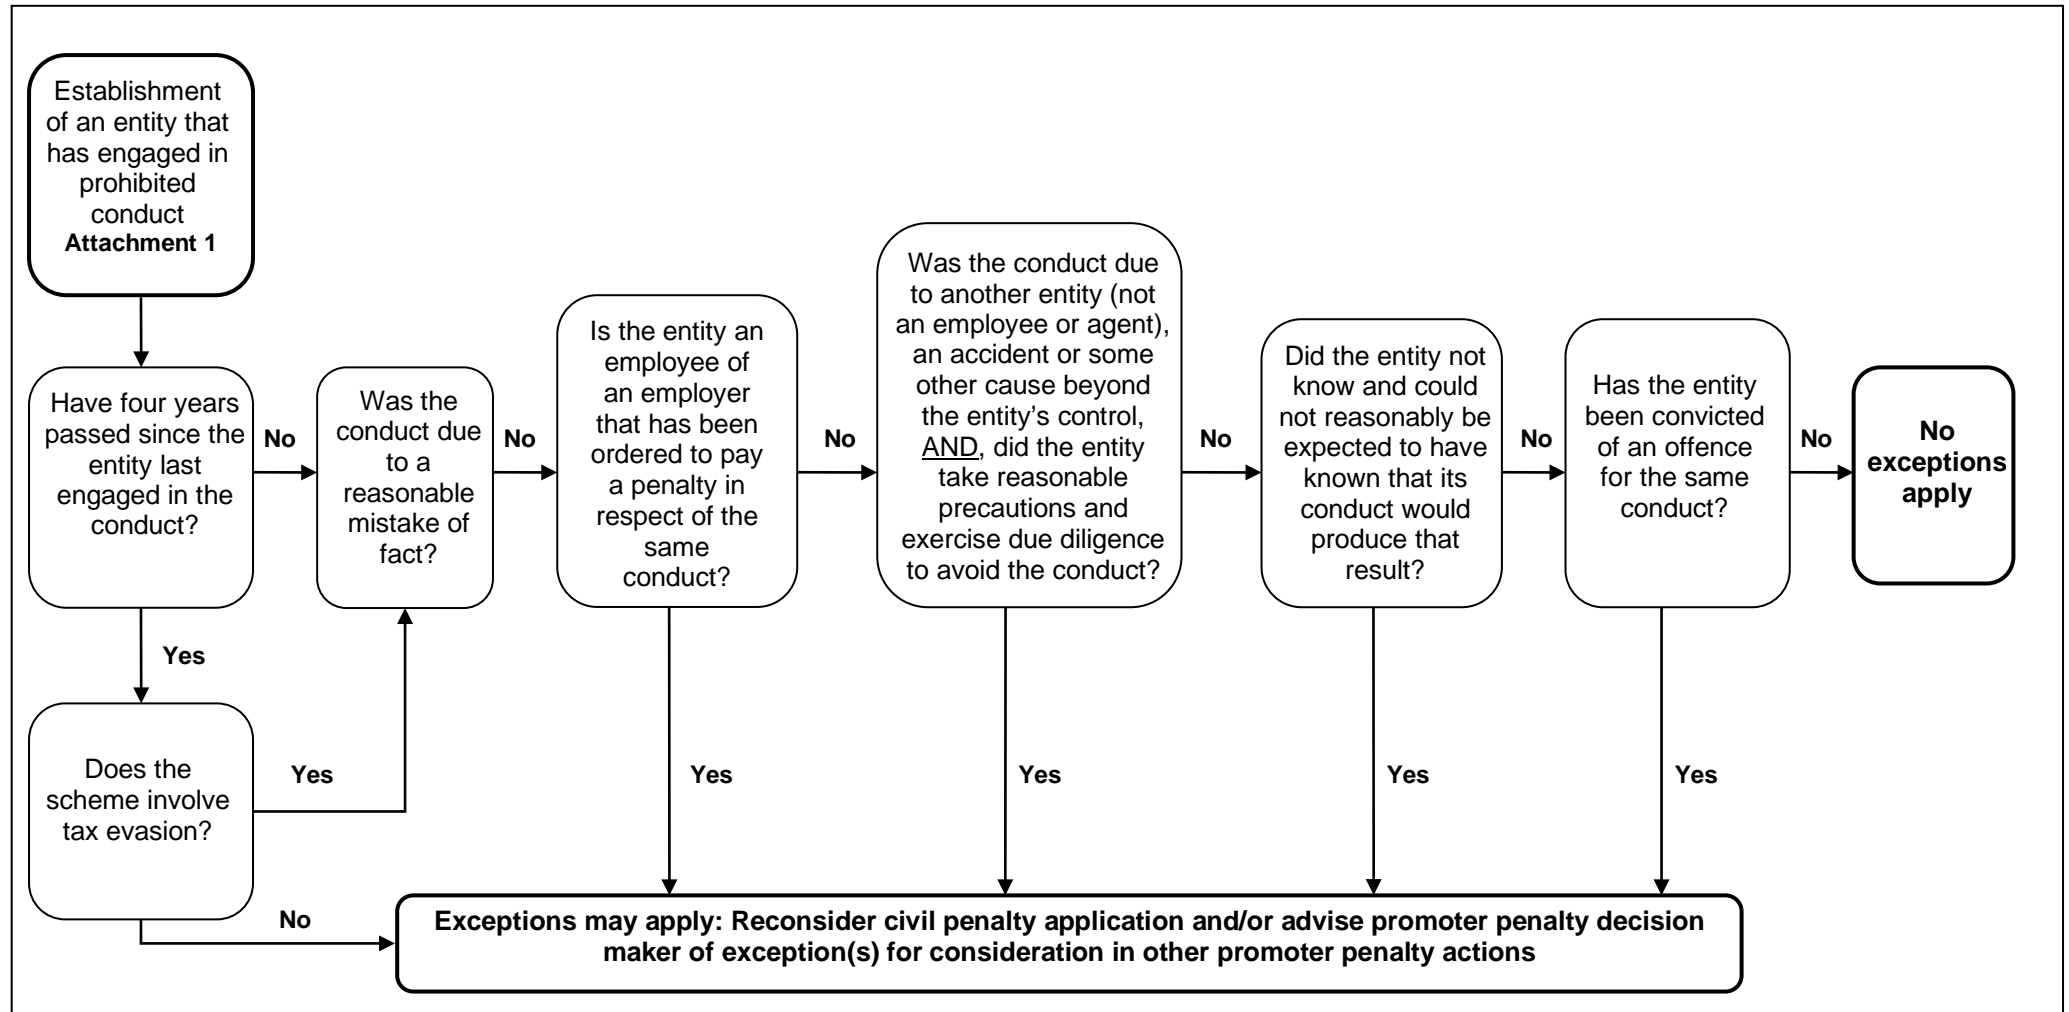 Establishment
of an entity that
has engaged in
prohibited
conduct
Attachment 1
Have four years
passed since the
entity last
engaged in the
conduct?
No
Was the
conduct due
to a
reasonable
mistake of
fact?
No
Is the entity an
employee of
an employer
that has been
ordered to pay
a penalty in
respect of the
same
conduct?
No
Was the conduct due
to another entity (not
an employee or agent),
an accident or some
other cause beyond
the entity’s control,
AND, did the entity
take reasonable
precautions and
exercise due diligence
to avoid the conduct?
No
Did the entity not
know and could
not reasonably be
expected to have
known that its
conduct would
produce that
result?
No
Has the entity
been convicted
of an offence
for the same
conduct?
No
No
exceptions
apply
Yes
Does the
scheme involve
tax evasion?
Yes
Yes
Yes
Yes
Yes
No
Exceptions may apply: Reconsider civil penalty application and/or advise promoter penalty decision
maker of exception(s) for consideration in other promoter penalty actions